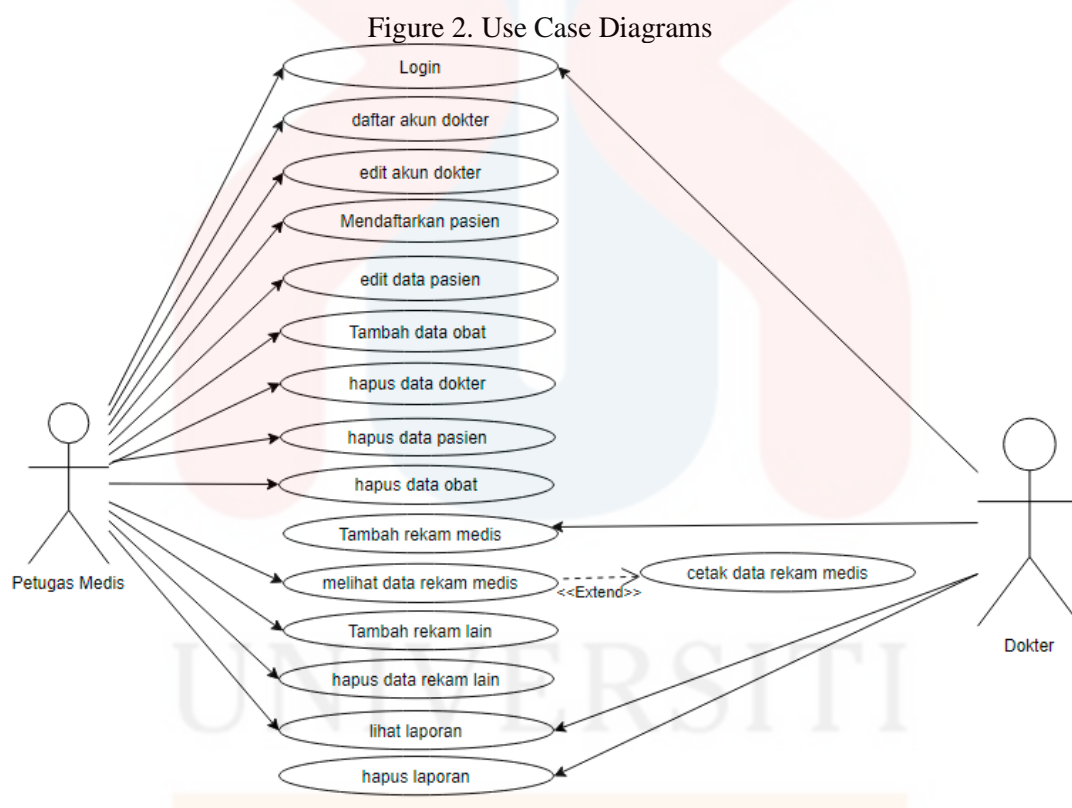 Figure 2. Use Case Diagrams
Login
daftar akun dokter
edit akun dokter
Mendaftarkan pasien
edit data pasien
Tambah data obat
hapus data dokter
hapus data pasien
hapus data obat
Tambah rekam medis
melihat data rekam medis
<<Extend>>
cetak data rekam medis
Tambah rekam lain
hapus data rekam lain
lihat laporan
hapus laporan
Petugas Medis
Dokter
UNIVERSITI